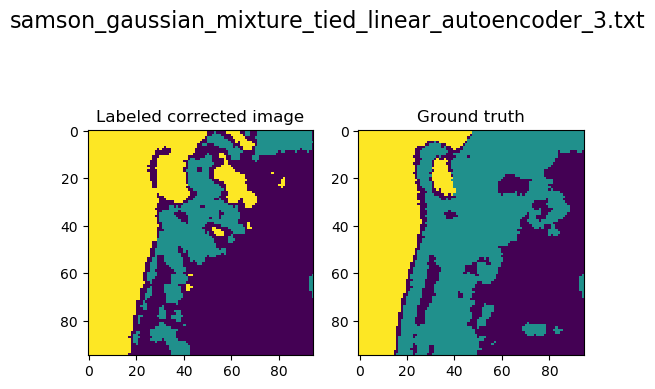 samson_gaussian_mixture_tied_linear_autoencoder_3.txt
Labeled corrected image
Ground truth
0
20
40
60
80
0 20 40 60 80
0
20
40
60
80
0 20 40 60 80